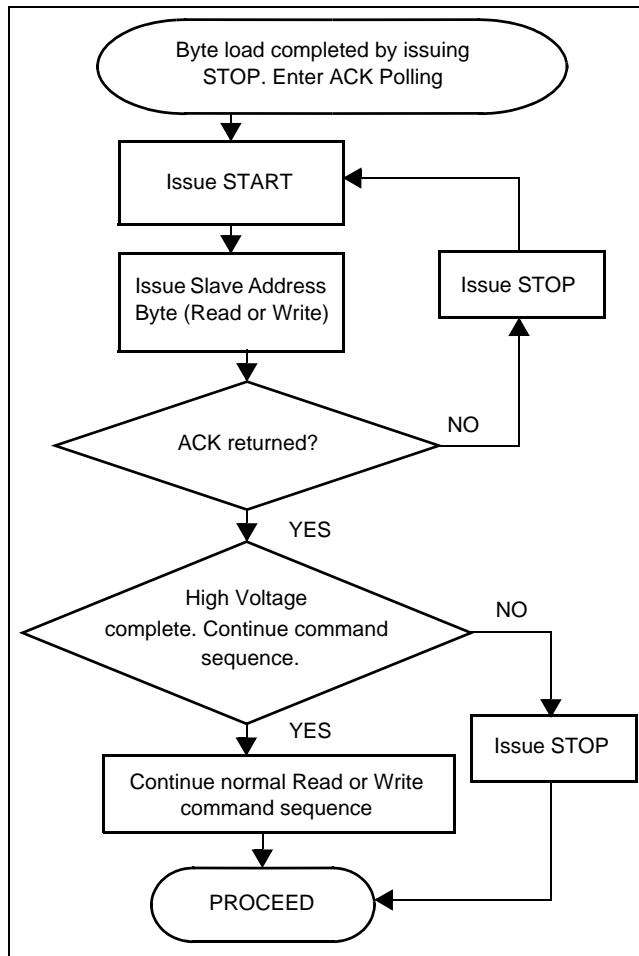 Byte load completed by issuing
STOP. Enter ACK Polling
Issue START
Issue Slave Address
Byte (Read or Write)
Issue STOP
ACK returned?
NO
YES
High Voltage
complete. Continue command
sequence.
NO
YES
Issue STOP
Continue normal Read or Write
command sequence
PROCEED